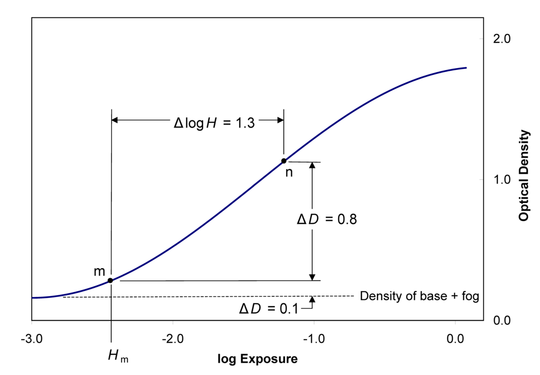 2.0
Δ log H = 1.3
n
1.0
Optical Density
ΔD = 0.8
m
Density of base + fog
ΔD = 0.1
0.0
-3.0 -2.0 -1.0 0.0
Hm
log Exposure